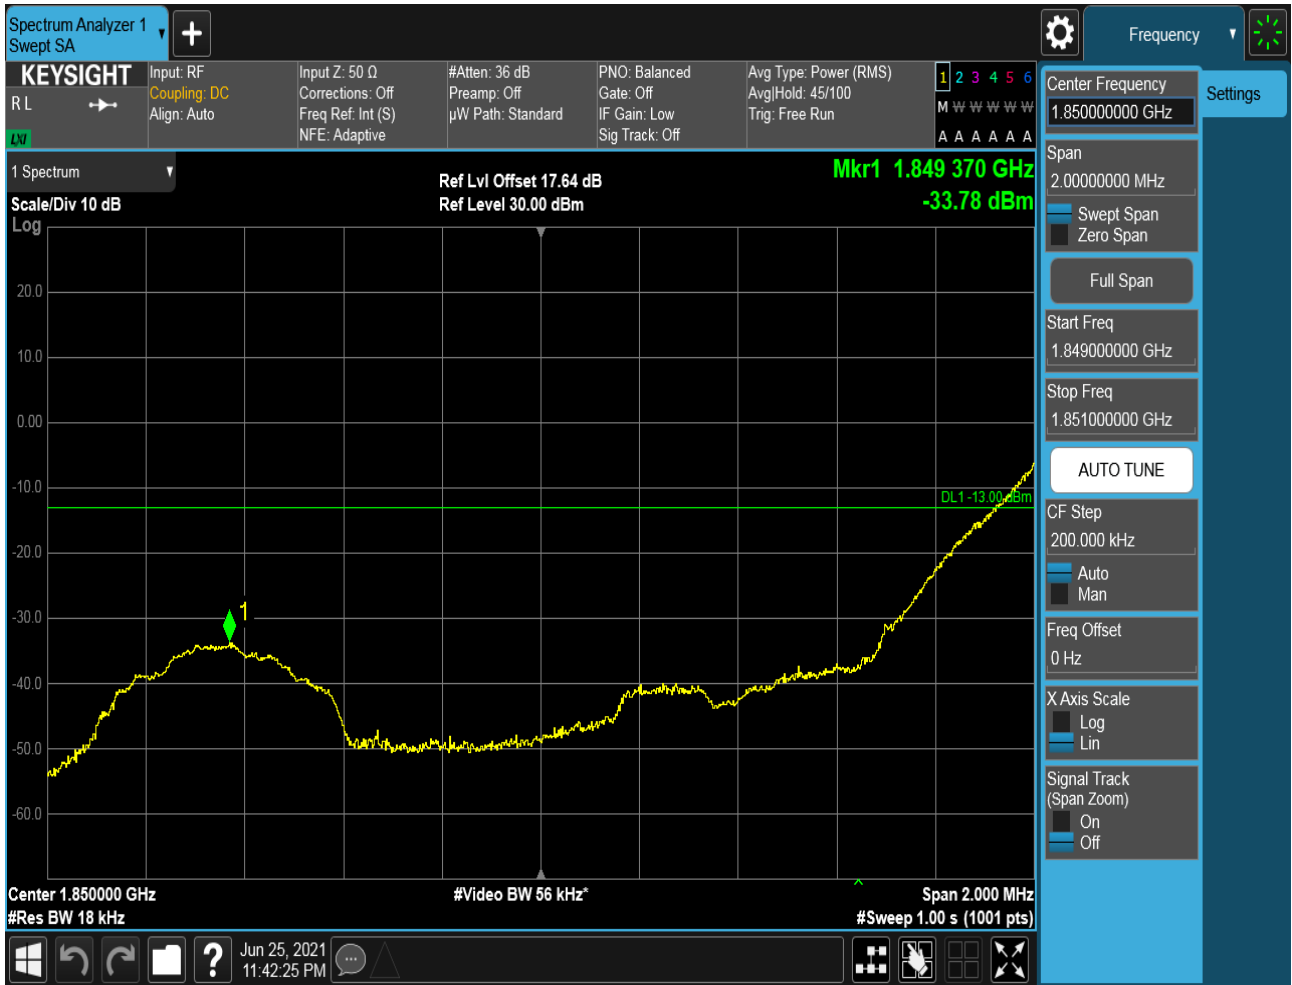 Spectrum Analyzer 1
Swept SA
Frequency
KEYSIGHT
R L
LXI
Input: RF
Coupling: DC
Align: Auto
Input Z: 50 Ω
Corrections: Off
Freq Ref: Int (S)
NFE: Adaptive
#Atten: 36 dB
Preamp: Off
µW Path: Standard
PNO: Balanced
Gate: Off
IF Gain: Low
Sig Track: Off
Avg Type: Power (RMS)
Avg|Hold: 45/100
Trig: Free Run
1 2 3 4 5 6
M W W W W W
A A A A A A
1 Spectrum
Scale/Div 10 dB
Log
Ref Lvl Offset 17.64 dB
Ref Level 30.00 dBm
Mkr1 1.849 370 GHz
-33.78 dBm
20.0
10.0
0.00
-10.0
-20.0
-30.0
-40.0
-50.0
-60.0
DL1 -13.00 dBm
1
Center 1.850000 GHz
#Res BW 18 kHz
#Video BW 56 kHz*
Span 2.000 MHz
#Sweep 1.00 s (1001 pts)
Center Frequency
1.850000000 GHz
Settings
Span
2.00000000 MHz
Swept Span
Zero Span
Full Span
Start Freq
1.849000000 GHz
Stop Freq
1.851000000 GHz
AUTO TUNE
CF Step
200.000 kHz
Auto
Man
Freq Offset
0 Hz
X Axis Scale
Log
Lin
Signal Track
(Span Zoom)
On
Off
?
Jun 25, 2021
11:42:25 PM